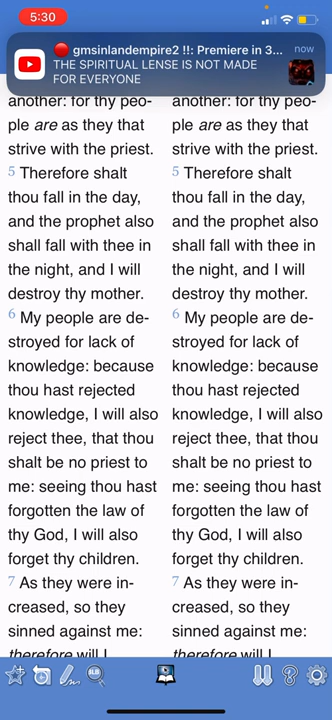 5:30
🔴 gmsinlandempire2 !!: Premiere in 3...
now
THE SPIRITUAL LENSE IS NOT MADE
FOR EVERYONE
another: for thy peo-
ple are as they that
strive with the priest.
5 Therefore shalt
thou fall in the day,
and the prophet also
shall fall with thee in
the night, and I will
destroy thy mother.
6 My people are de-
stroyed for lack of
knowledge: because
thou hast rejected
knowledge, I will also
reject thee, that thou
shalt be no priest to
me: seeing thou hast
forgotten the law of
thy God, I will also
forget thy children.
7 As they were in-
creased, so they
sinned against me:
therefore will I
another: for thy peo-
ple are as they that
strive with the priest.
5 Therefore shalt
thou fall in the day,
and the prophet also
shall fall with thee in
the night, and I will
destroy thy mother.
6 My people are de-
stroyed for lack of
knowledge: because
thou hast rejected
knowledge, I will also
reject thee, that thou
shalt be no priest to
me: seeing thou hast
forgotten the law of
thy God, I will also
forget thy children.
7 As they were in-
creased, so they
sinned against me:
therefore will I
BLB